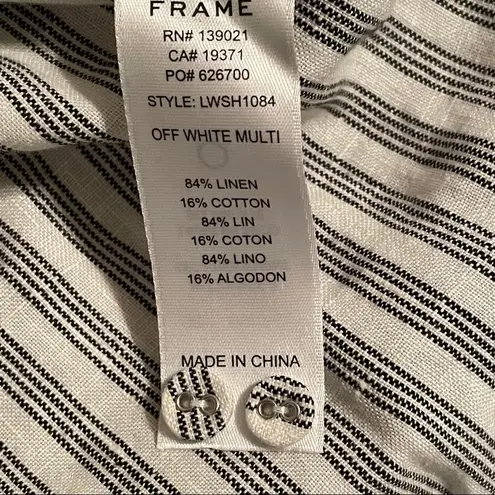 FRAME
RN# 139021
CA# 19371
PO# 626700
STYLE: LWSH1084
OFF WHITE MULTI
84% LINEN
16% COTTON
84% LIN
16% COTON
84% LINO
16% ALGODON
MADE IN CHINA